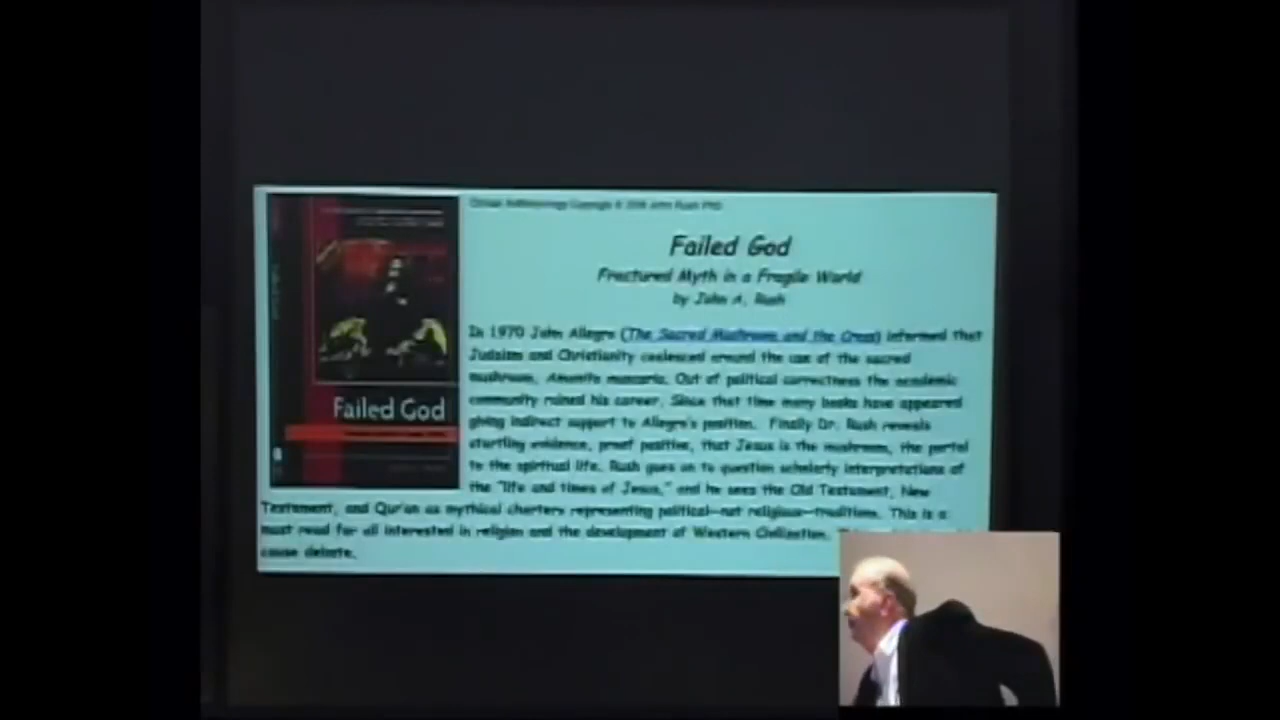 Copyright © 2008 John Rush PhD
Failed God
Fractured Myth in a Fragile World
by John A. Rush
In 1970 John Allegro (The Sacred Mushroom and the Cross) informed that
Judaism and Christianity coalesced around the use of the sacred
mushroom, Amanita muscaria. Out of political correctness the academic
community ruined his career. Since that time many books have appeared
giving indirect support to Allegro's position. Finally Dr. Rush reveals
startling evidence, proof positive, that Jesus is the mushroom, the portal
to the spiritual life. Rush goes on to question scholarly interpretations of
the "life and times of Jesus," and he sees the Old Testament, New
Testament, and Qur'an as mythical charters representing political—not religious—traditions. This is a
must read for all interested in religion and the development of Western Civilization.
cause debate.
Failed God